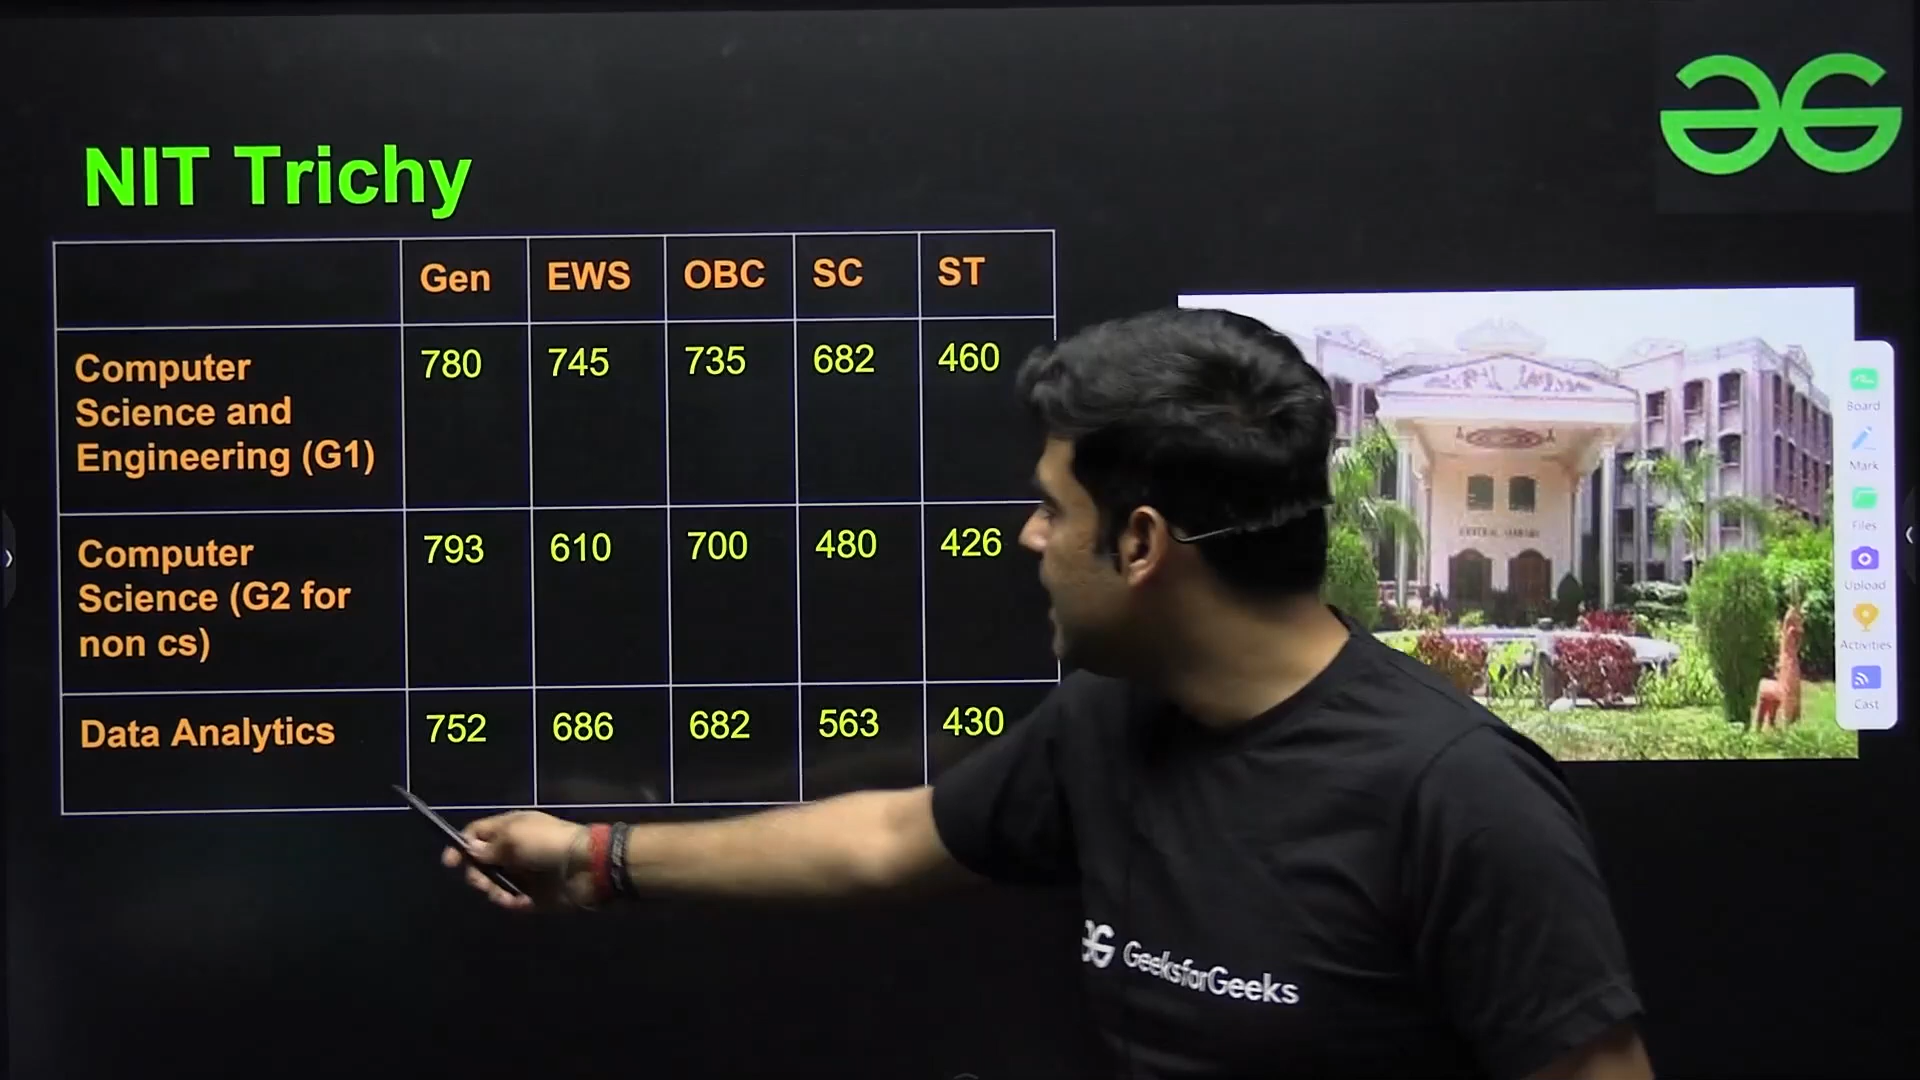 NIT Trichy
Gen EWS OBC SC ST
Computer
Science and
Engineering (G1)
780 745 735 682 460
Computer
Science (G2 for
non cs)
793 610 700 480 426
Data Analytics
752 686 682 563 430
Board
Mark
Files
Upload
Activities
Cast
GeeksforGeeks